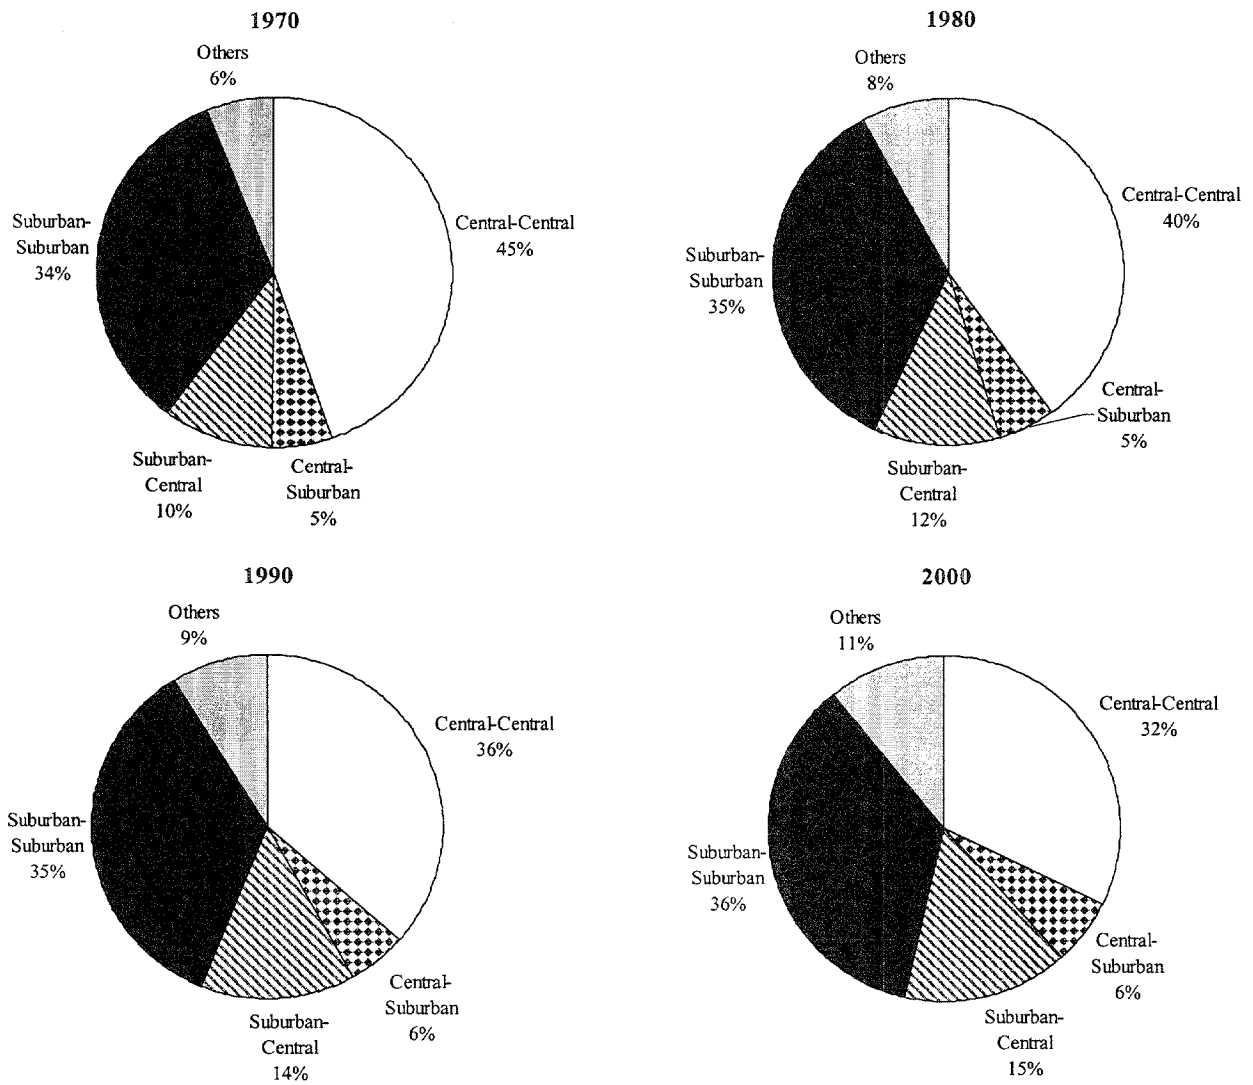 1970
Others
6%
Central-Central
45%
Suburban-
Suburban
34%
Suburban-
Central
10%
Central-
Suburban
5%
1980
Others
8%
Central-Central
40%
Suburban-
Suburban
35%
Central-
Suburban
5%
Suburban-
Central
12%
1990
Others
9%
Central-Central
36%
Suburban-
Suburban
35%
Central-
Suburban
6%
Suburban-
Central
14%
2000
Others
11%
Central-Central
32%
Suburban-
Suburban
36%
Central-
Suburban
6%
Suburban-
Central
15%